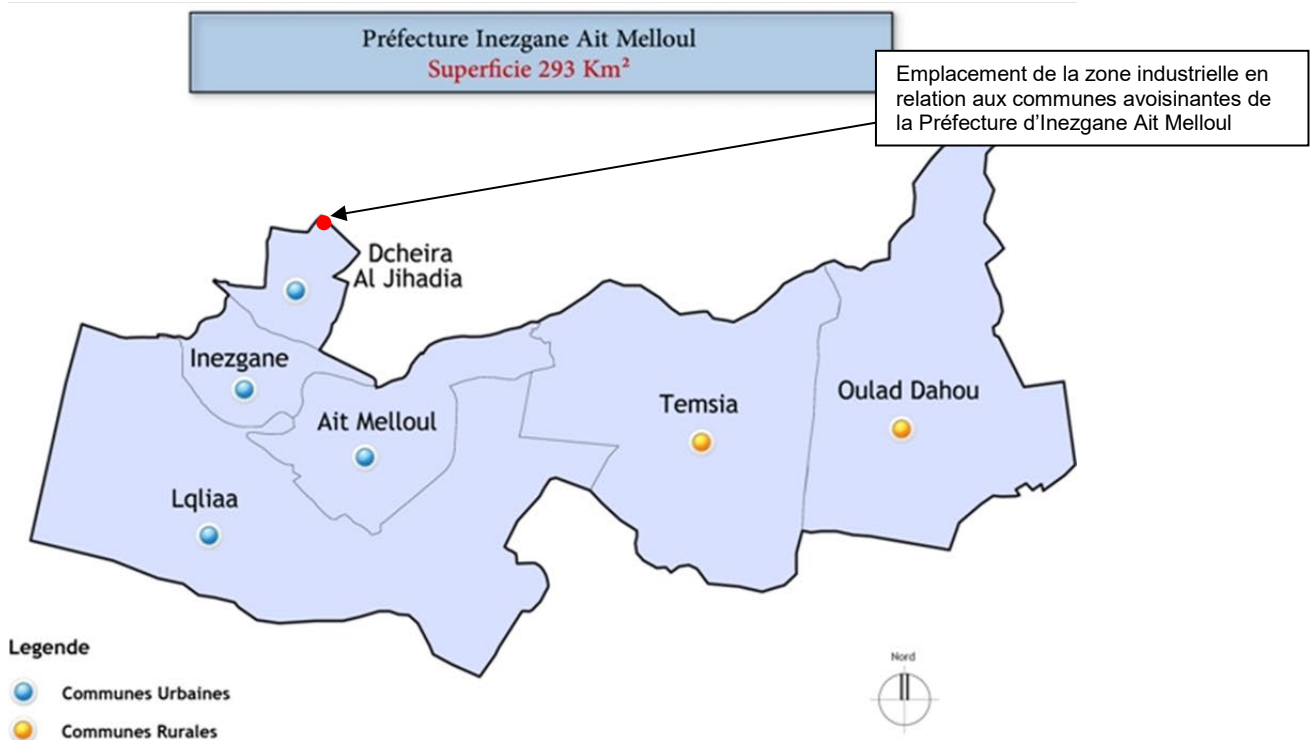 Préfecture Inezgane Ait Melloul
Superficie 293 Km²
Emplacement de la zone industrielle en
relation aux communes avoisinantes de
la Préfecture d'Inezgane Ait Melloul
Dcheira
Al Jihadia
Inezgane
Ait Melloul
Temsia
Oulad Dahou
Lqliaa
Legende
Communes Urbaines
Communes Rurales
Nord